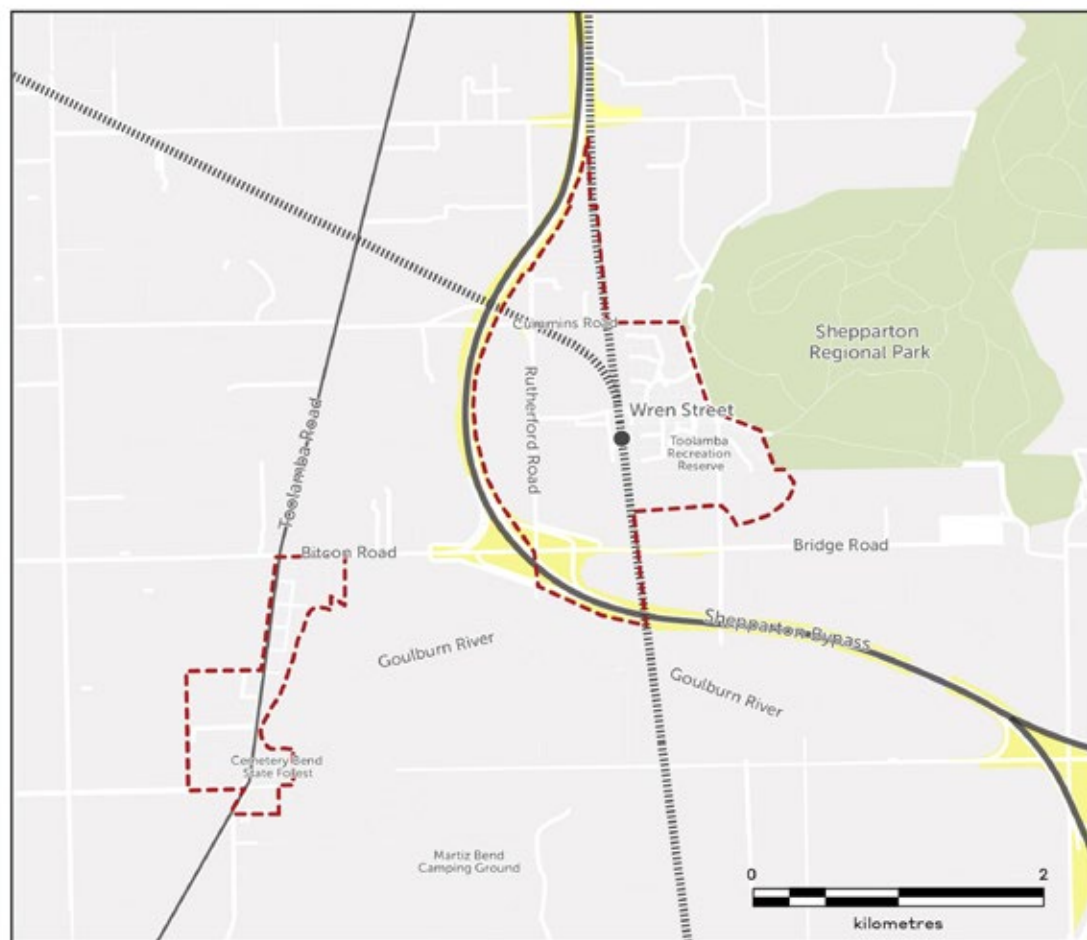 Cummins Road
Shepparton
Regional Park
Rutherford Road
Wren Street
Toolamba
Recreation
Reserve
Toolamba Road
Bitcon Road
Bridge Road
Shepparton Bypass
Goulburn River
Goulburn River
Cemetery Bend
State Forest
Martiz Bend
Camping Ground
0 2
kilometres